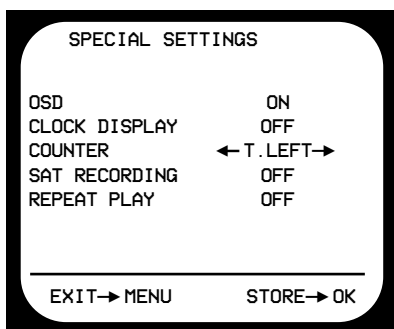 SPECIAL SETTINGS
OSD ON
CLOCK DISPLAY OFF
COUNTER ←T.LEFT→
SAT RECORDING OFF
REPEAT PLAY OFF
EXIT→MENU STORE→OK